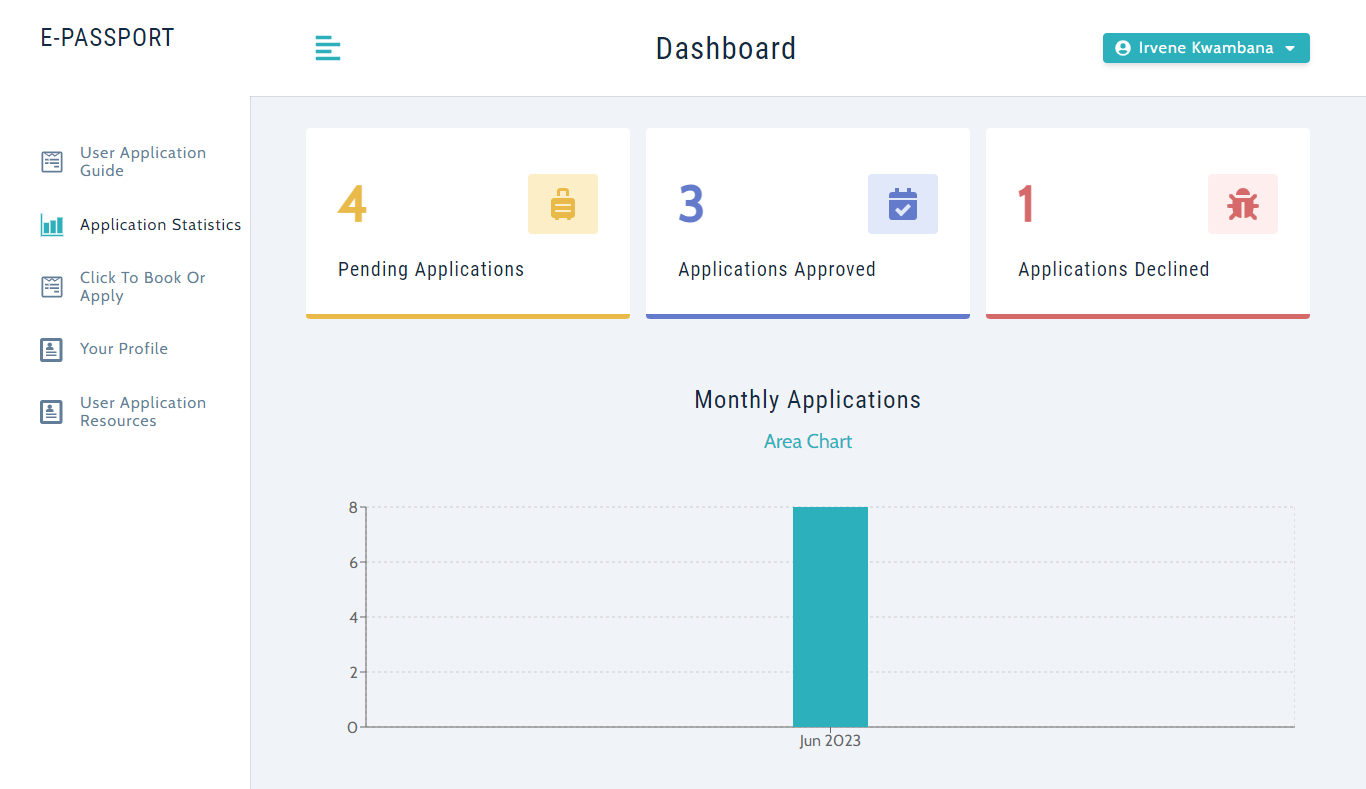 E-PASSPORT
Dashboard
Irvene Kwambana
User Application
Guide
Application Statistics
Click To Book Or
Apply
Your Profile
User Application
Resources
4
Pending Applications
3
Applications Approved
1
Applications Declined
Monthly Applications
Area Chart
8
6
4
2
0
Jun 2023